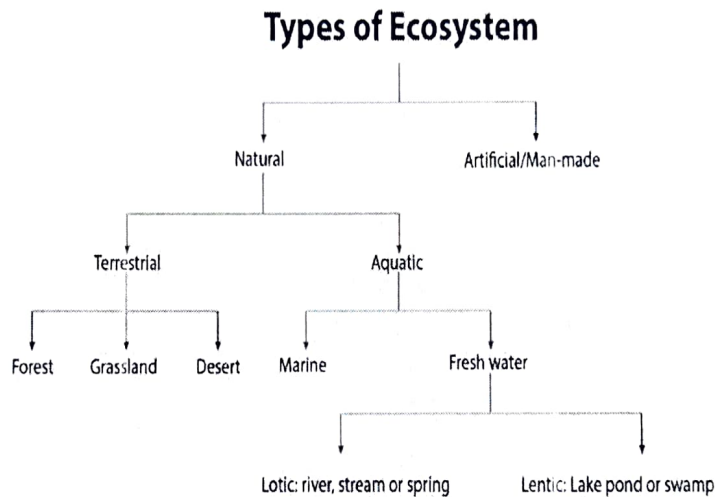 Types of Ecosystem
Natural
Artificial/Man-made
Terrestrial
Aquatic
Forest
Grassland
Desert
Marine
Fresh water
Lotic: river, stream or spring
Lentic: Lake pond or swamp